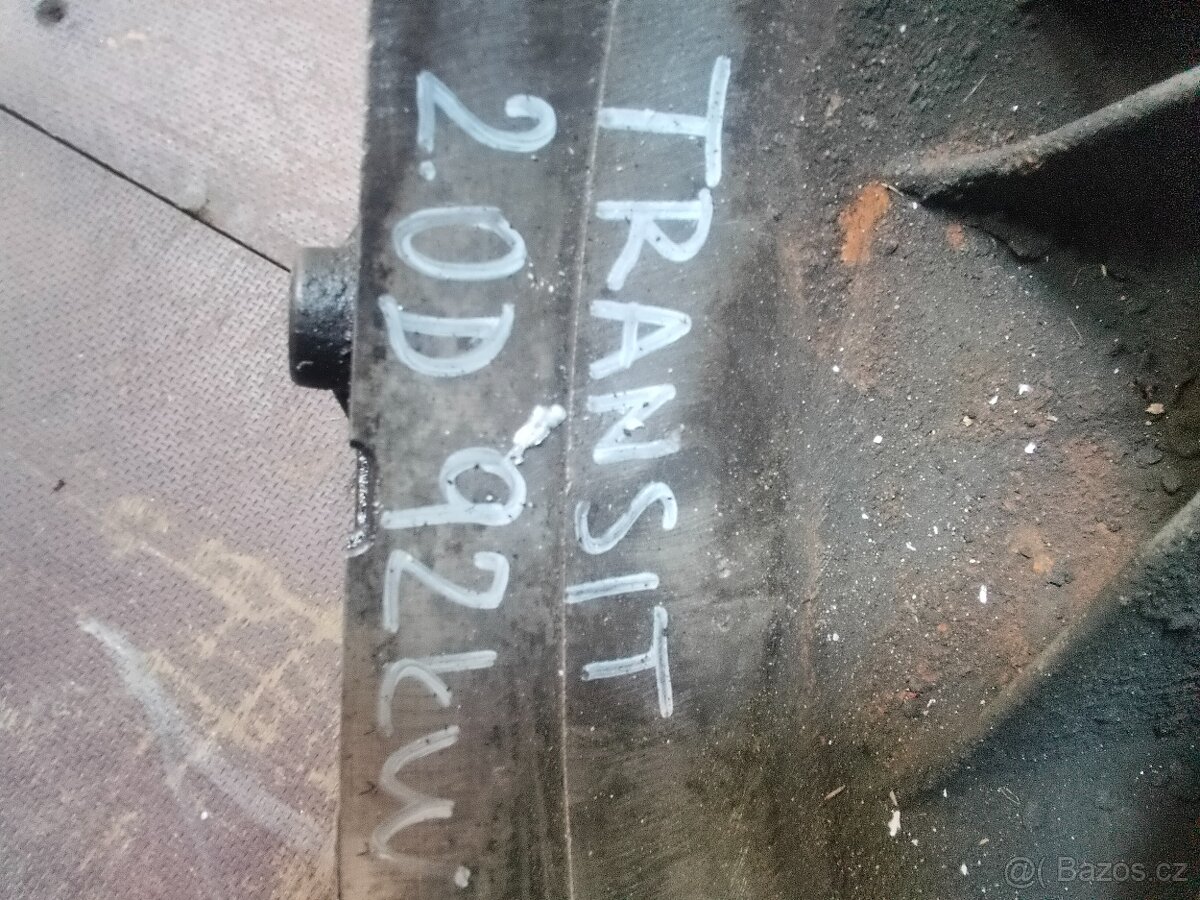 TRANSIT
2.0D 92kW.
@( Bazos.cz